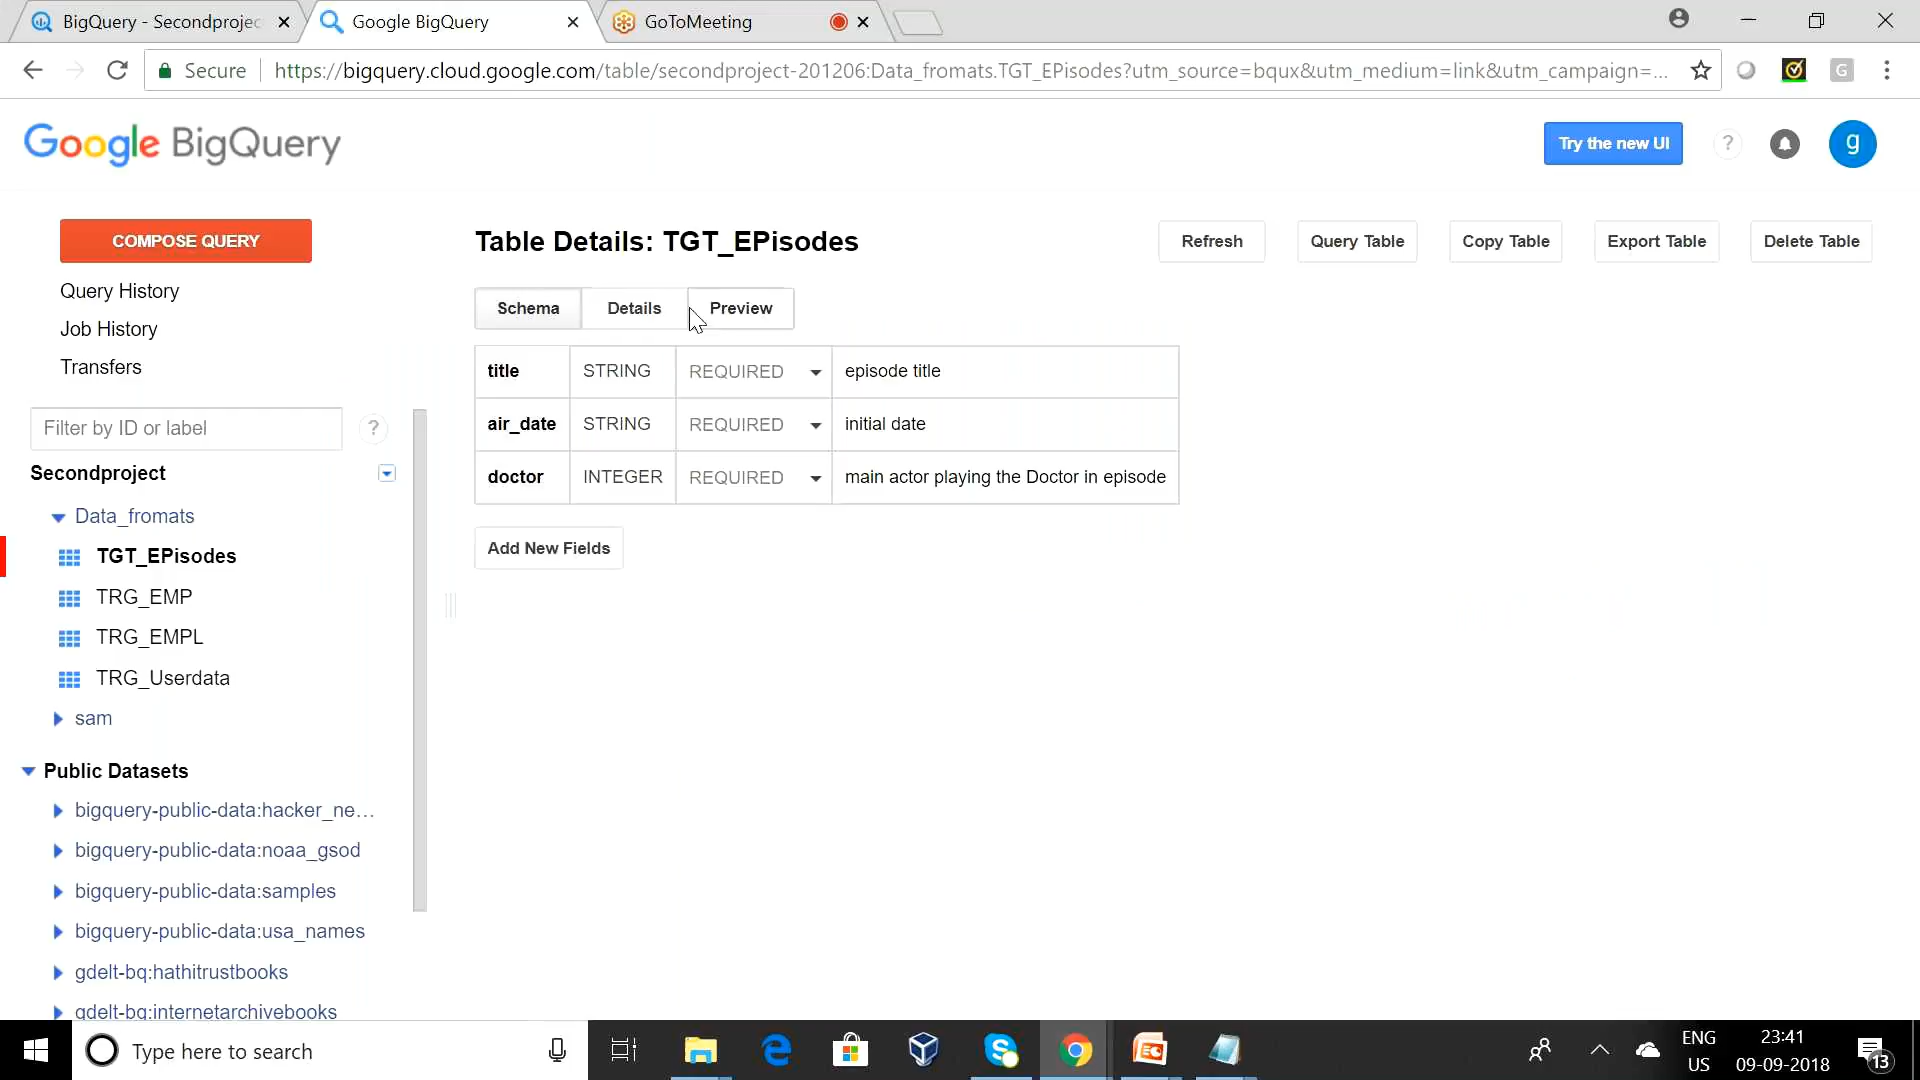 BigQuery - Secondprojec
Google BigQuery
GoToMeeting
Secure
https://bigquery.cloud.google.com/table/secondproject-201206:Data_fromats.TGT_EPisodes?utm_source=bqux&utm_medium=link&utm_campaign=...
G
Google BigQuery
Try the new UI
?
g
COMPOSE QUERY
Query History
Job History
Transfers
Filter by ID or label
?
Secondproject
Data_fromats
TGT_EPisodes
TRG_EMP
TRG_EMPL
TRG_Userdata
sam
Public Datasets
bigquery-public-data:hacker_ne…
bigquery-public-data:noaa_gsod
bigquery-public-data:samples
bigquery-public-data:usa_names
gdelt-bq:hathitrustbooks
gdelt-bq:internetarchivebooks
Table Details: TGT_EPisodes
Refresh
Query Table
Copy Table
Export Table
Delete Table
Schema
Details
Preview
title STRING REQUIRED episode title
air_date STRING REQUIRED initial date
doctor INTEGER REQUIRED main actor playing the Doctor in episode
Add New Fields
Type here to search
ENG
US
23:41
09-09-2018
13